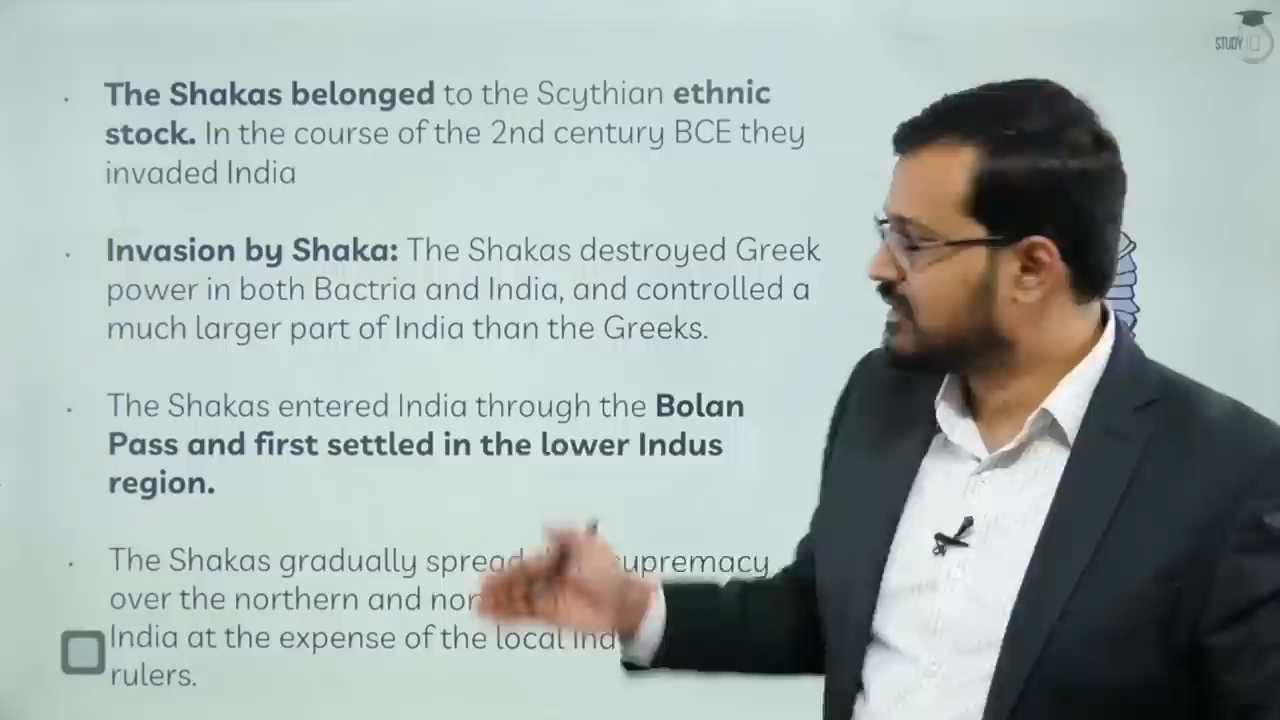 STUDY
· The Shakas belonged to the Scythian ethnic
stock. In the course of the 2nd century BCE they
invaded India
· Invasion by Shaka: The Shakas destroyed Greek
power in both Bactria and India, and controlled a
much larger part of India than the Greeks.
· The Shakas entered India through the Bolan
Pass and first settled in the lower Indus
region.
· The Shakas gradually spread
over the northern and
India at the expense of the local
rulers.